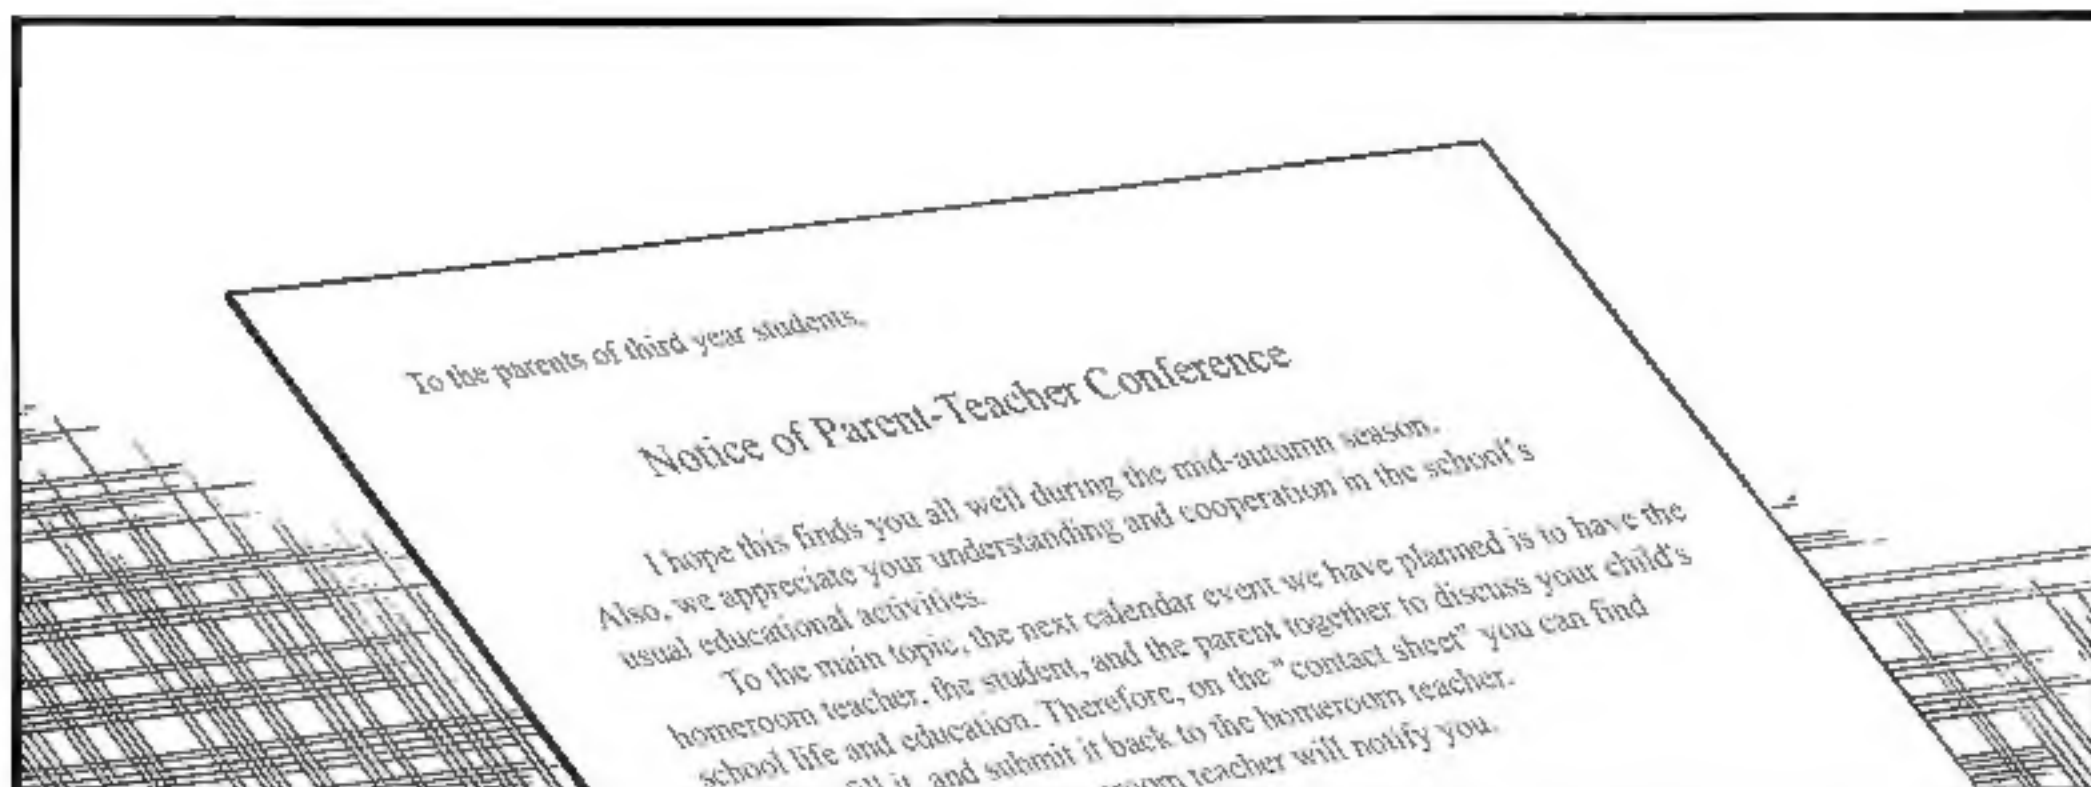 To the parents of third year students,
Notice of Parent-Teacher Conference
I hope this finds you all well during the mid-autumn season.
Also, we appreciate your understanding and cooperation in the school's
usual educational activities.
To the main topic, the next calendar event we have planned is to have the
homeroom teacher, the student, and the parent together to discuss your child's
school life and education. Therefore, on the "contact sheet" you can find
it, and submit it back to the homeroom teacher.
teacher will notify you.